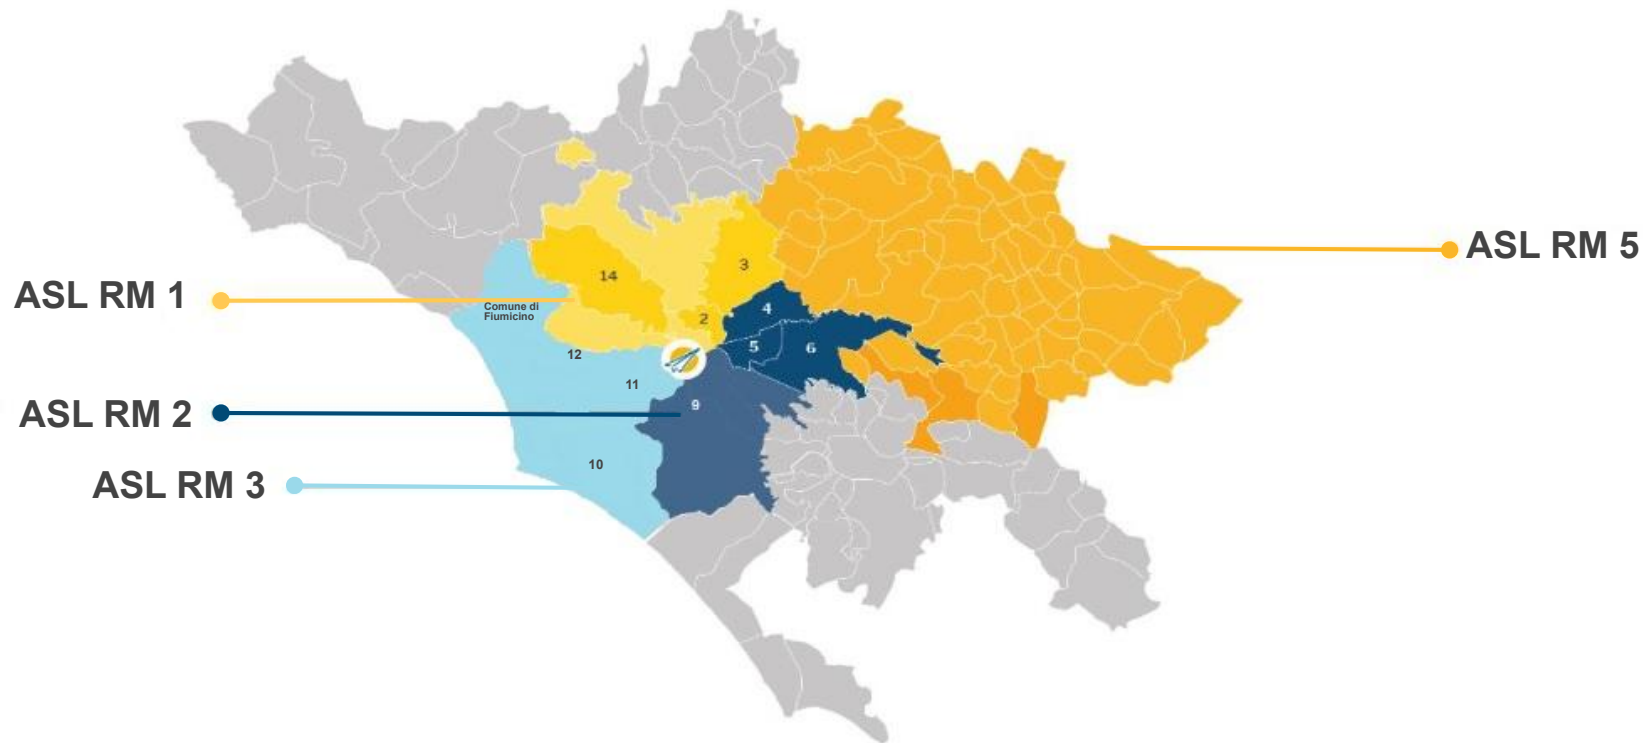 ASL RM 5
3
14
ASL RM 1
Comune di
Fiumicino
4
2
5
6
12
11
9
ASL RM 2
10
ASL RM 3